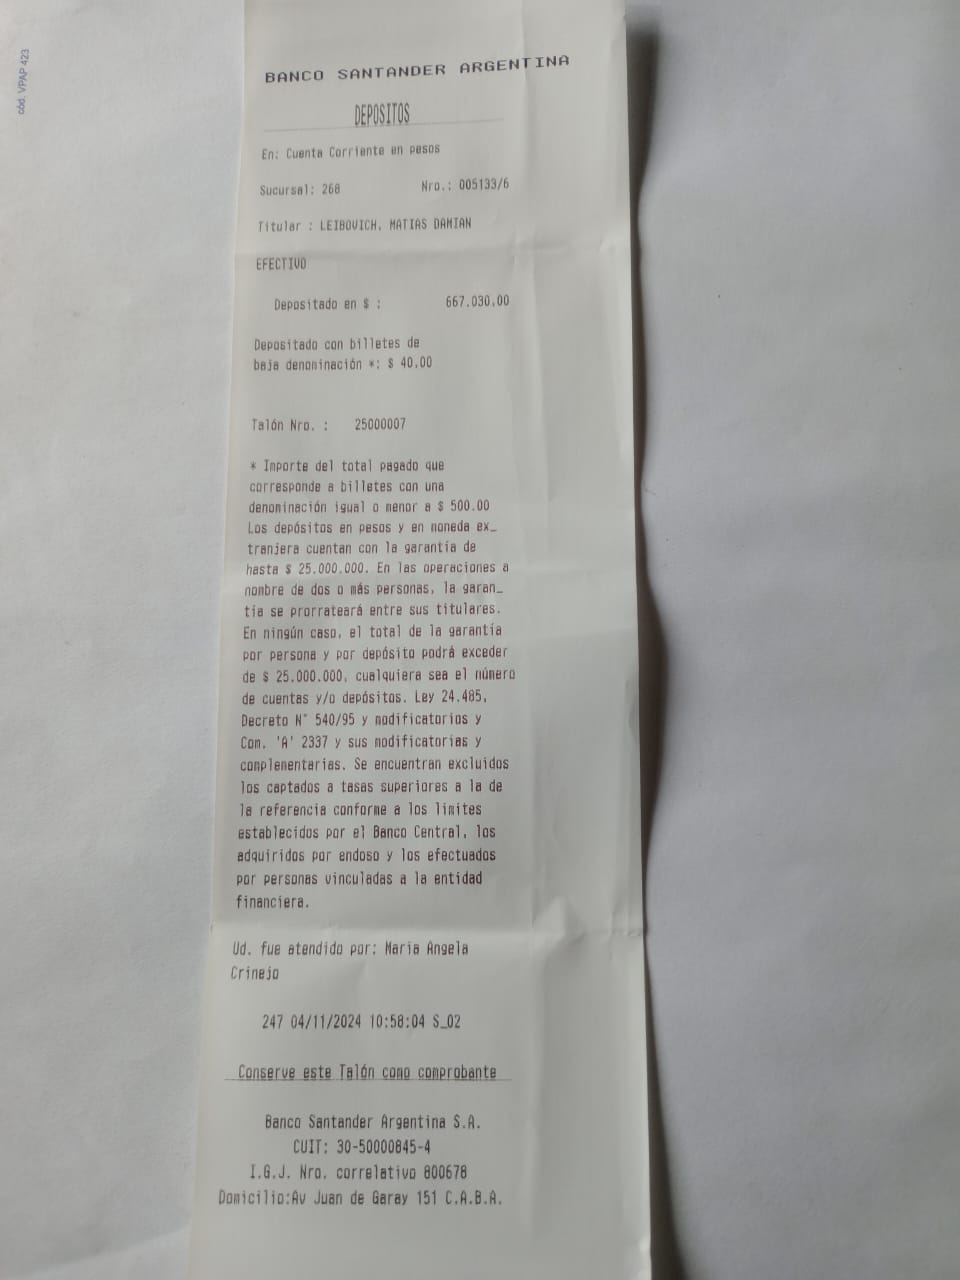 cód. VPAP 423
BANCO SANTANDER ARGENTINA
DEPOSITOS
En: Cuenta Corriente en pesos
Sucursal: 268 Nro.: 005133/6
Titular : LEIBOVICH, MATIAS DAMIAN
EFECTIVO
Depositado en $ : 667.030,00
Depositado con billetes de
baja denominación *: $ 40,00
Talón Nro. : 25000007
* Importe del total pagado que
corresponde a billetes con una
denominación igual o menor a $ 500.00
Los depósitos en pesos y en moneda ex_
tranjera cuentan con la garantía de
hasta $ 25.000.000. En las operaciones a
nombre de dos o más personas, la garan_
tía se prorrateará entre sus titulares.
En ningún caso, el total de la garantía
por persona y por depósito podrá exceder
de $ 25.000.000, cualquiera sea el número
de cuentas y/o depósitos. Ley 24.485,
Decreto N° 540/95 y modificatorios y
Com. 'A' 2337 y sus modificatorias y
complementarias. Se encuentran excluidos
los captados a tasas superiores a la de
la referencia conforme a los límites
establecidos por el Banco Central, los
adquiridos por endoso y los efectuados
por personas vinculadas a la entidad
financiera.
Ud. fue atendido por: Maria Angela
Crinejo
247 04/11/2024 10:58:04 S_02
Conserve este Talón como comprobante
Banco Santander Argentina S.A.
CUIT: 30-50000845-4
I.G.J. Nro. correlativo 800678
Domicilio:Av Juan de Garay 151 C.A.B.A.